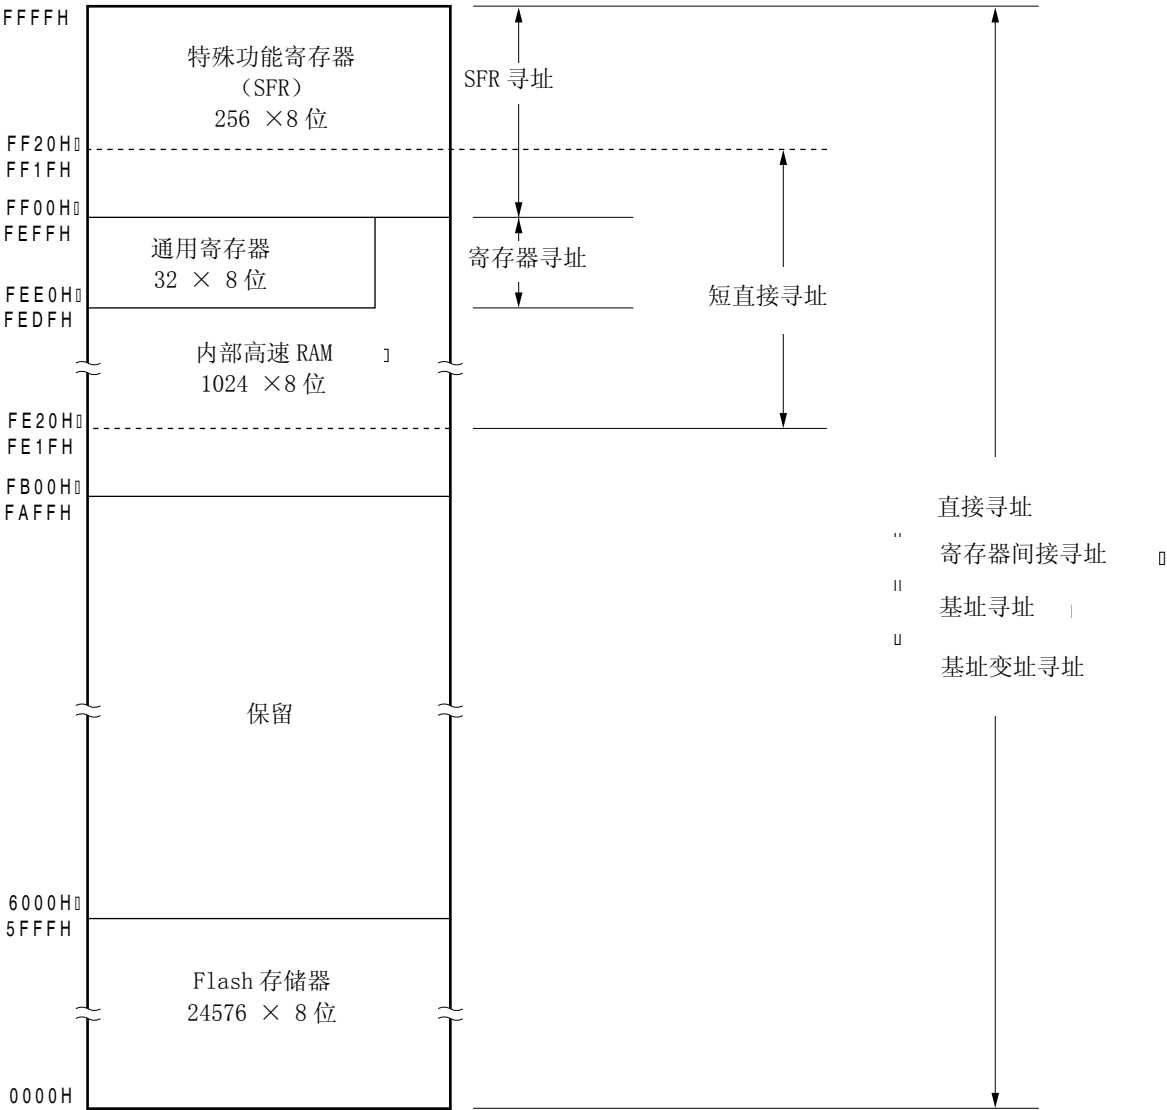 FFFFH
特殊功能寄存器
（SFR）
256 ×8位
SFR 寻址
FF20H
FF1FH
FF00H
FEFFH
通用寄存器
32 × 8位
寄存器寻址
FEE0H
FEDFH
短直接寻址
内部高速 RAM
1024 ×8位
FE20H
FE1FH
FB00H
FAFFH
直接寻址
寄存器间接寻址
基址寻址
基址变址寻址
保留
6000H
5FFFH
Flash 存储器
24576 × 8位
0000H